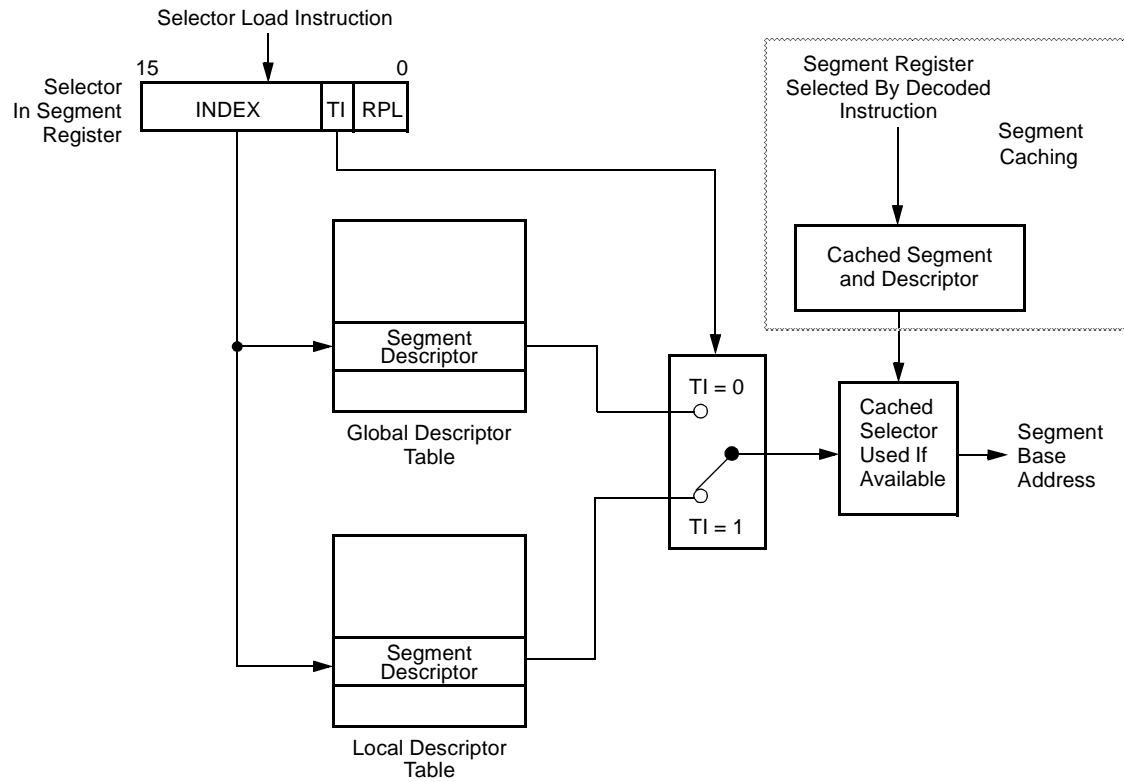 Selector Load Instruction
15 0
Selector
In Segment
Register
INDEX TI RPL
Segment Register
Selected By Decoded
Instruction
Segment
Caching
Cached Segment
and Descriptor
Segment
Descriptor
Global Descriptor
Table
TI = 0
TI = 1
Cached
Selector
Used If
Available
Segment
Base
Address
Segment
Descriptor
Local Descriptor
Table